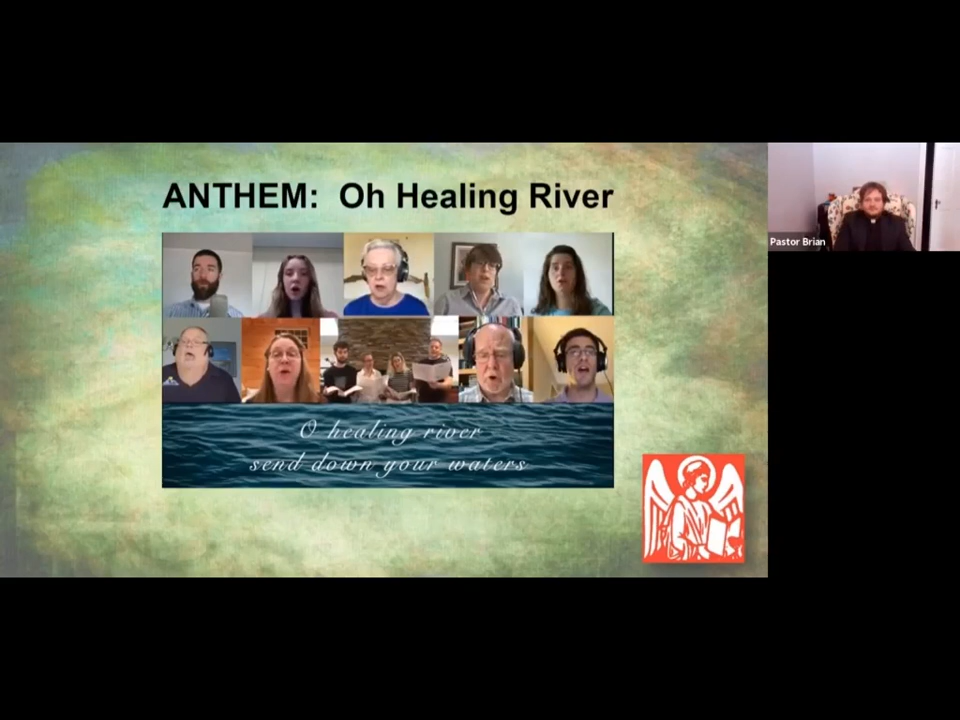 ANTHEM: Oh Healing River
O healing river
send down your waters
Pastor Brian